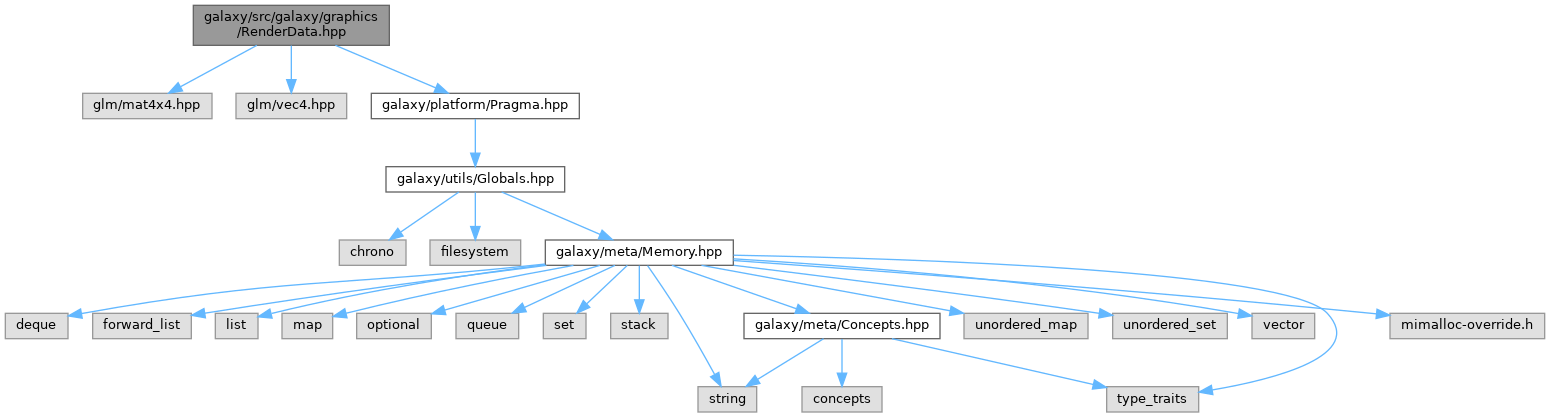 galaxy/src/galaxy/graphics
/RenderData.hpp
glm/mat4x4.hpp
glm/vec4.hpp
galaxy/platform/Pragma.hpp
galaxy/utils/Globals.hpp
chrono
filesystem
galaxy/meta/Memory.hpp
deque
forward_list
list
map
optional
queue
set
stack
galaxy/meta/Concepts.hpp
unordered_map
unordered_set
vector
mimalloc-override.h
string
concepts
type_traits